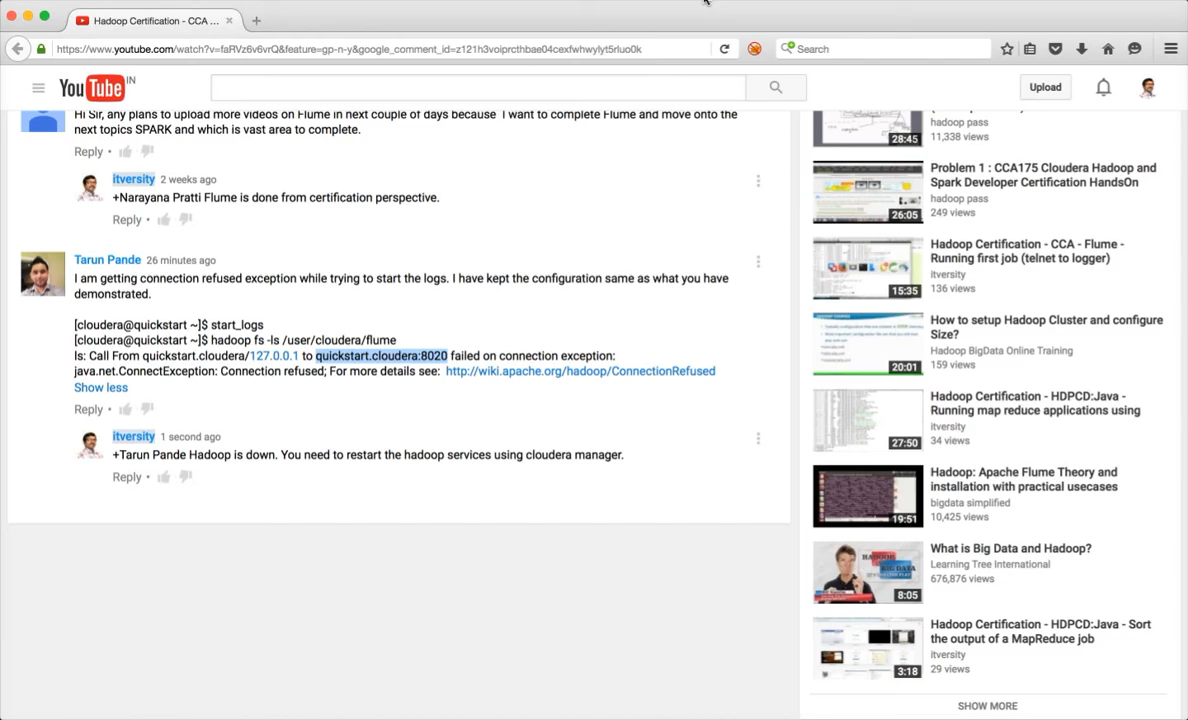 Hadoop Certification - CCA ...
https://www.youtube.com/watch?v=faRVz6v6vrQ&feature=gp-n-y&google_comment_id=z121h3voiprcthbae04cexfwhwylyt5rluo0k
Search
YouTube IN
Upload
Hi Sir, any plans to upload more videos on Flume in next couple of days because I want to complete Flume and move onto the
next topics SPARK and which is vast area to complete.
Reply
itversity 2 weeks ago
+Narayana Pratti Flume is done from certification perspective.
Reply
Tarun Pande 26 minutes ago
I am getting connection refused exception while trying to start the logs. I have kept the configuration same as what you have
demonstrated.
[cloudera@quickstart ~]$ start_logs
[cloudera@quickstart ~]$ hadoop fs -ls /user/cloudera/flume
ls: Call From quickstart.cloudera/127.0.0.1 to quickstart.cloudera:8020 failed on connection exception:
java.net.ConnectException: Connection refused; For more details see: http://wiki.apache.org/hadoop/ConnectionRefused
Show less
Reply
itversity 1 second ago
+Tarun Pande Hadoop is down. You need to restart the hadoop services using cloudera manager.
Reply
28:45
hadoop pass
11,338 views
26:05
Problem 1 : CCA175 Cloudera Hadoop and
Spark Developer Certification HandsOn
hadoop pass
249 views
15:35
Hadoop Certification - CCA - Flume -
Running first job (telnet to logger)
itversity
136 views
20:01
How to setup Hadoop Cluster and configure
Size?
Hadoop BigData Online Training
159 views
27:50
Hadoop Certification - HDPCD:Java -
Running map reduce applications using
itversity
34 views
19:51
Hadoop: Apache Flume Theory and
installation with practical usecases
bigdata simplified
10,425 views
8:05
What is Big Data and Hadoop?
Learning Tree International
676,876 views
3:18
Hadoop Certification - HDPCD:Java - Sort
the output of a MapReduce job
itversity
29 views
SHOW MORE